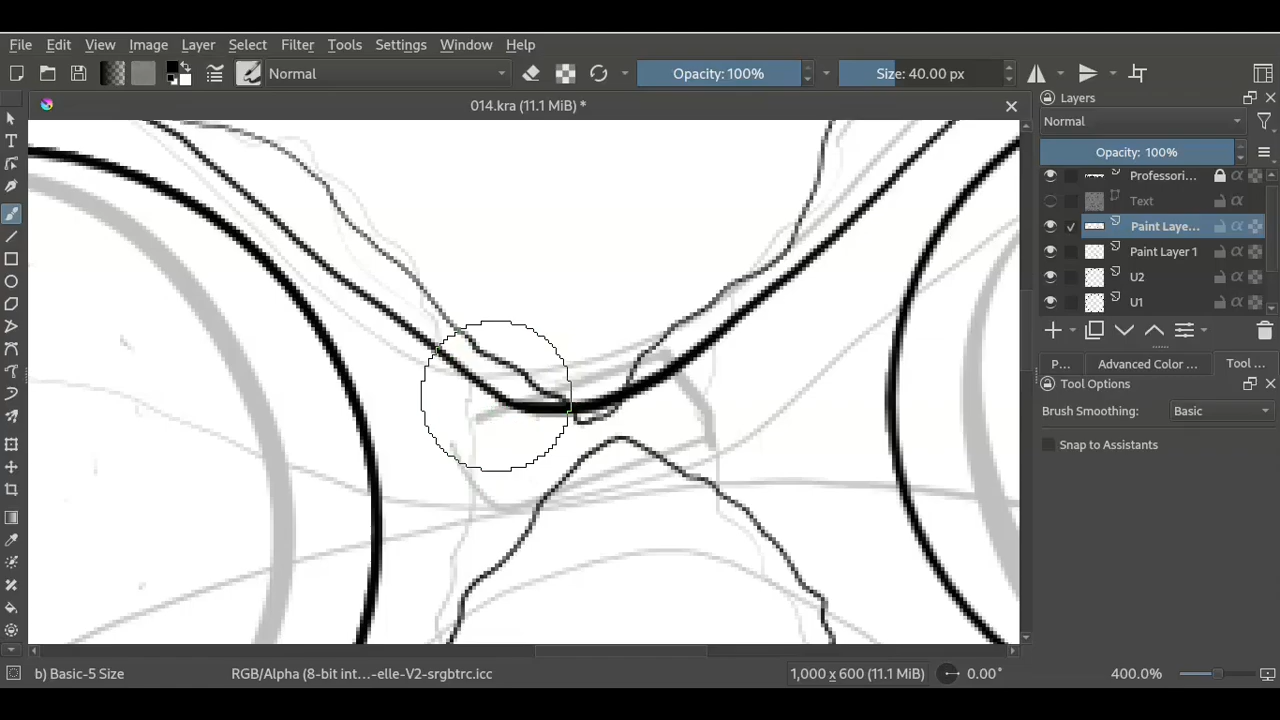 File Edit View Image Layer Select Filter Tools Settings Window Help
Normal Opacity: 100% Size: 40.00 px
014.kra (11.1 MiB) *
Layers
Normal
Opacity: 100%
Professori...
Text
Paint Laye...
Paint Layer 1
U2
U1
P... Advanced Color ... Tool ...
Tool Options
Brush Smoothing: Basic
Snap to Assistants
b) Basic-5 Size RGB/Alpha (8-bit int...-elle-V2-srgbtrc.icc 1,000 x 600 (11.1 MiB) 0.00° 400.0%